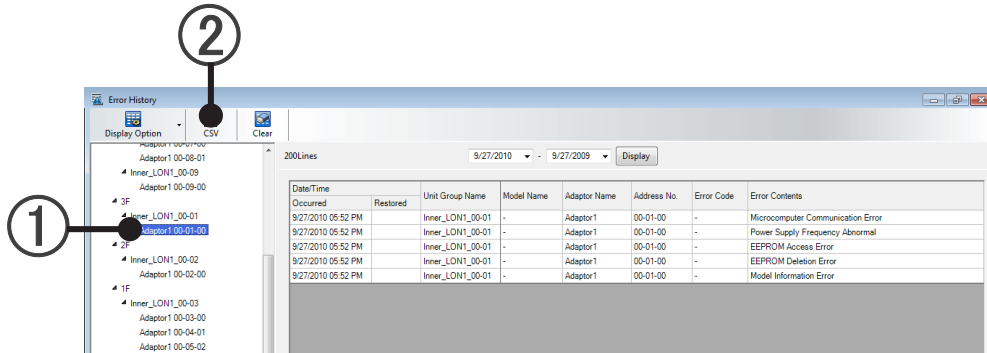 2
Error History
Display Option CSV Clear
Adaptor1 00-07-00
Adaptor1 00-08-01
Inner_LON1_00-09
Adaptor1 00-09-00
3F
Inner_LON1_00-01
1
Adaptor1 00-01-00
2F
Inner_LON1_00-02
Adaptor1 00-02-00
1F
Inner_LON1_00-03
Adaptor1 00-03-00
Adaptor1 00-04-01
Adaptor1 00-05-02
200Lines 9/27/2010 - 9/27/2009 Display
Date/Time Unit Group Name Model Name Adaptor Name Address No. Error Code Error Contents
Occurred Restored
9/27/2010 05:52 PM Inner_LON1_00-01 - Adaptor1 00-01-00 - Microcomputer Communication Error
9/27/2010 05:52 PM Inner_LON1_00-01 - Adaptor1 00-01-00 - Power Supply Frequency Abnormal
9/27/2010 05:52 PM Inner_LON1_00-01 - Adaptor1 00-01-00 - EEPROM Access Error
9/27/2010 05:52 PM Inner_LON1_00-01 - Adaptor1 00-01-00 - EEPROM Deletion Error
9/27/2010 05:52 PM Inner_LON1_00-01 - Adaptor1 00-01-00 - Model Information Error